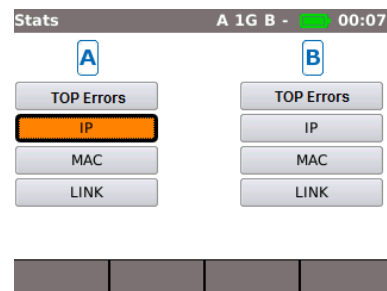 Stats A 1G B - 00:07
A B
TOP Errors TOP Errors
IP IP
MAC MAC
LINK LINK